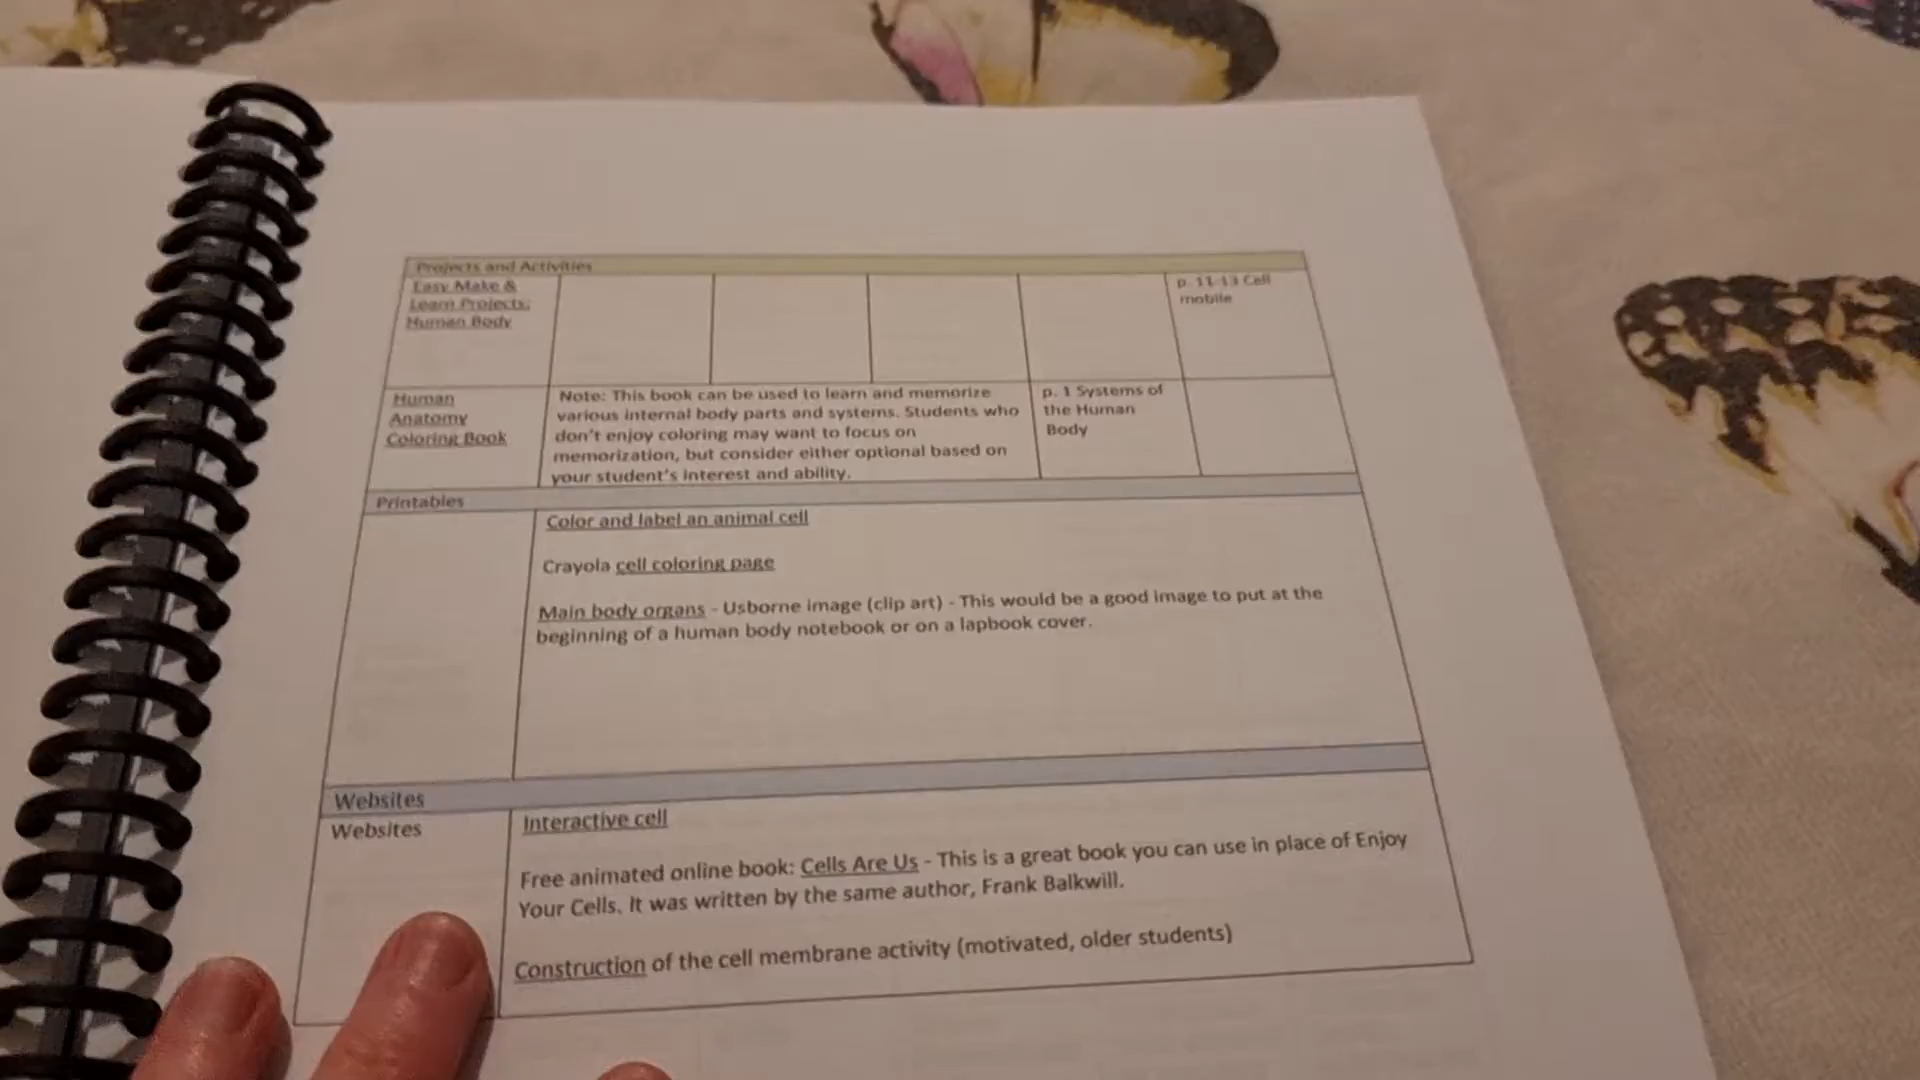 Projects and Activities
Easy Make &
Learn Projects:
Human Body
p. 11-13 Cell
mobile
Human
Anatomy
Coloring Book
Note: This book can be used to learn and memorize
various internal body parts and systems. Students who
don't enjoy coloring may want to focus on
memorization, but consider either optional based on
your student's interest and ability.
p. 1 Systems of
the Human
Body
Printables
Color and label an animal cell
Crayola cell coloring page
Main body organs - Usborne image (clip art) - This would be a good image to put at the
beginning of a human body notebook or on a lapbook cover.
Websites
Websites
Interactive cell
Free animated online book: Cells Are Us - This is a great book you can use in place of Enjoy
Your Cells. It was written by the same author, Frank Balkwill.
Construction of the cell membrane activity (motivated, older students)